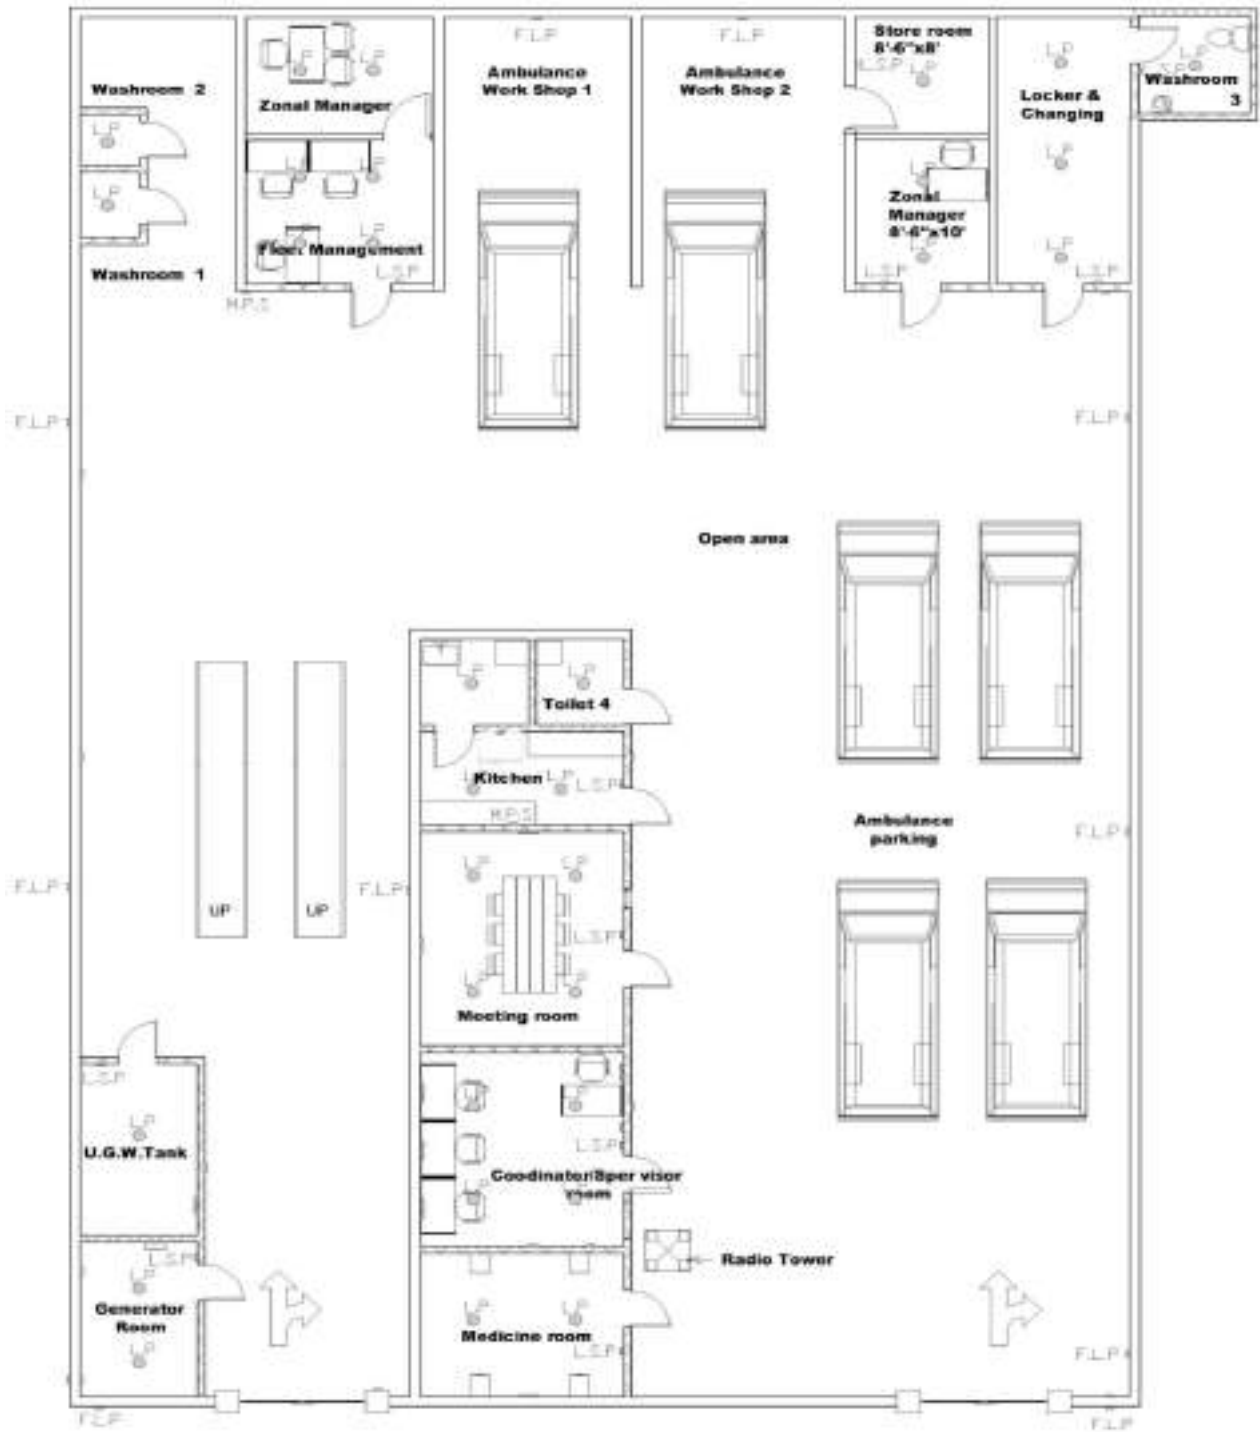 F.L.P
F.L.P
Store room
8'-6"x8'
L.S.P
L.P
L.P
L.P
Washroom
3
Washroom 2
L.P
L.P
Zonal Manager
Ambulance
Work Shop 1
Ambulance
Work Shop 2
Locker &
Changing
L.P
L.P
L.P
L.P
Zonal
Manager
8'-6"x10'
L.P
L.S.P
L.P
L.S.P
Fleet Management
L.S.P
Washroom 1
M.P.S
F.L.P
F.L.P
Open area
L.P
L.P
Toilet 4
Kitchen
L.P
L.S.P
M.P.S
Ambulance
parking
F.L.P
F.L.P
F.L.P
UP
UP
L.P
L.P
L.S.P
L.P
L.P
Meeting room
L.S.P
L.P
U.G.W.Tank
L.P
L.S.P
Coodinator/Sper visor
room
L.P
Radio Tower
L.S.P
L.P
Generator
Room
L.P
L.P
L.P
Medicine room
L.S.P
F.L.P
F.L.P
F.L.P